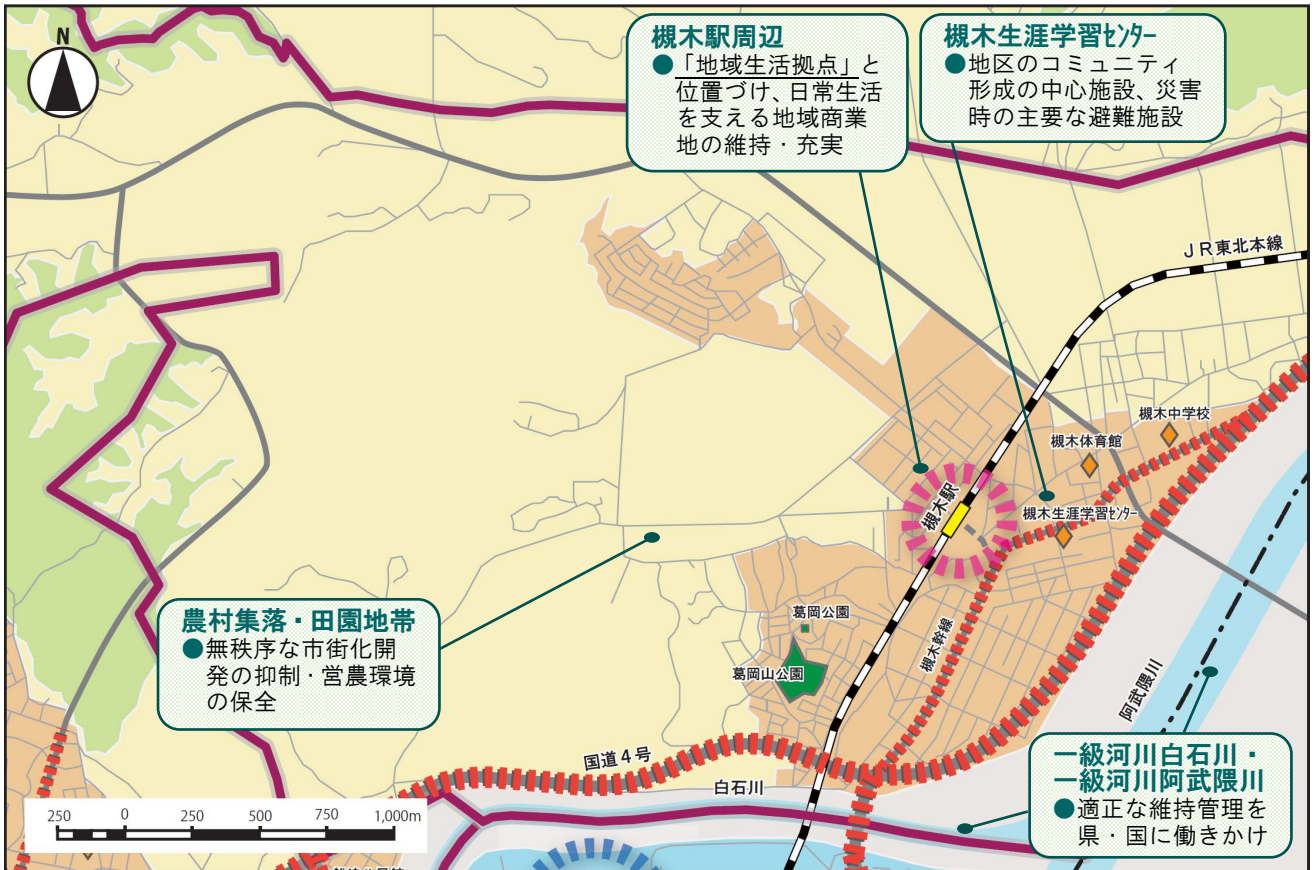 N
槻木駅周辺
●「地域生活拠点」と
位置づけ、日常生活
を支える地域商業
地の維持・充実
槻木生涯学習ｾﾝﾀｰ
●地区のコミュニティ
形成の中心施設、災害
時の主要な避難施設
ＪＲ東北本線
槻木中学校
槻木体育館
槻木駅
槻木生涯学習ｾﾝﾀｰ
農村集落・田園地帯
●無秩序な市街化開
発の抑制・営農環境
の保全
葛岡公園
葛岡山公園
槻木幹線
阿武隈川
国道４号
白石川
一級河川白石川・
一級河川阿武隈川
●適正な維持管理を
県・国に働きかけ
250 0 250 500 750 1,000m